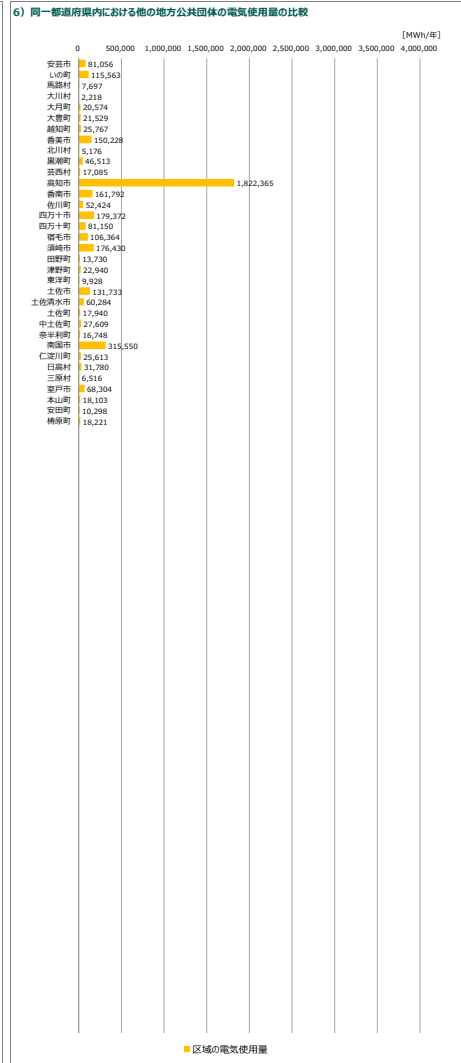 6）同一都道府県内における他の地方公共団体の電気使用量の比較
[MWh/年]
0 500,000 1,000,000 1,500,000 2,000,000 2,500,000 3,000,000 3,500,000 4,000,000
安芸市 81,056
いの町 115,563
馬路村 7,697
大川村 2,218
大月町 20,574
大豊町 21,529
越知町 25,767
香美市 150,228
北川村 5,176
黒潮町 46,513
芸西村 17,085
高知市 1,822,365
香南市 161,792
佐川町 52,424
四万十市 179,372
四万十町 81,150
宿毛市 106,364
須崎市 176,430
田野町 13,730
津野町 22,940
東洋町 9,928
土佐市 131,733
土佐清水市 60,284
土佐町 17,940
中土佐町 27,609
奈半利町 16,748
南国市 315,550
仁淀川町 25,613
日高村 31,780
三原村 6,516
室戸市 68,304
本山町 18,103
安田町 10,298
梼原町 18,221
区域の電気使用量